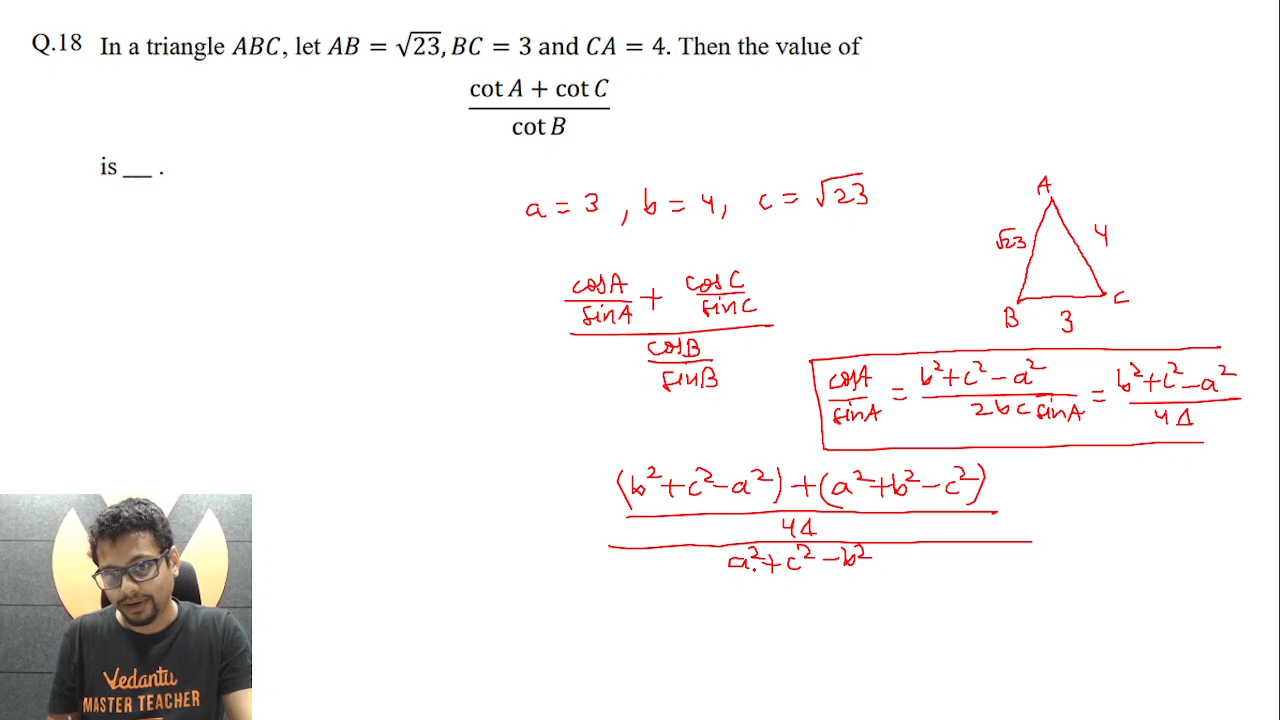 Q.18 In a triangle ABC, let AB = √23, BC = 3 and CA = 4. Then the value of
cot A + cot C
cot B
is __ .
a = 3 , b = 4, c = √23
A
√23
4
B
3
C
cosA/sinA + cosC/sinC
cosB/sinB
cosA/sinA = b²+c²-a²/2bc sinA = b²+c²-a²/4Δ
(b²+c²-a²)+(a²+b²-c²)
4Δ
a²+c²-b²
Vedantu
MASTER TEACHER